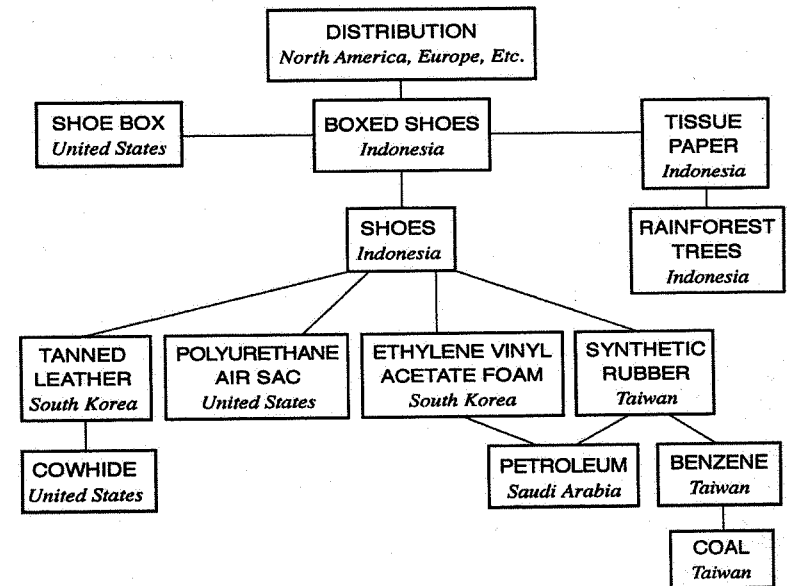 DISTRIBUTION
North America, Europe, Etc.
SHOE BOX
United States
BOXED SHOES
Indonesia
TISSUE
PAPER
Indonesia
SHOES
Indonesia
RAINFOREST
TREES
Indonesia
TANNED
LEATHER
South Korea
POLYURETHANE
AIR SAC
United States
ETHYLENE VINYL
ACETATE FOAM
South Korea
SYNTHETIC
RUBBER
Taiwan
COWHIDE
United States
PETROLEUM
Saudi Arabia
BENZENE
Taiwan
COAL
Taiwan